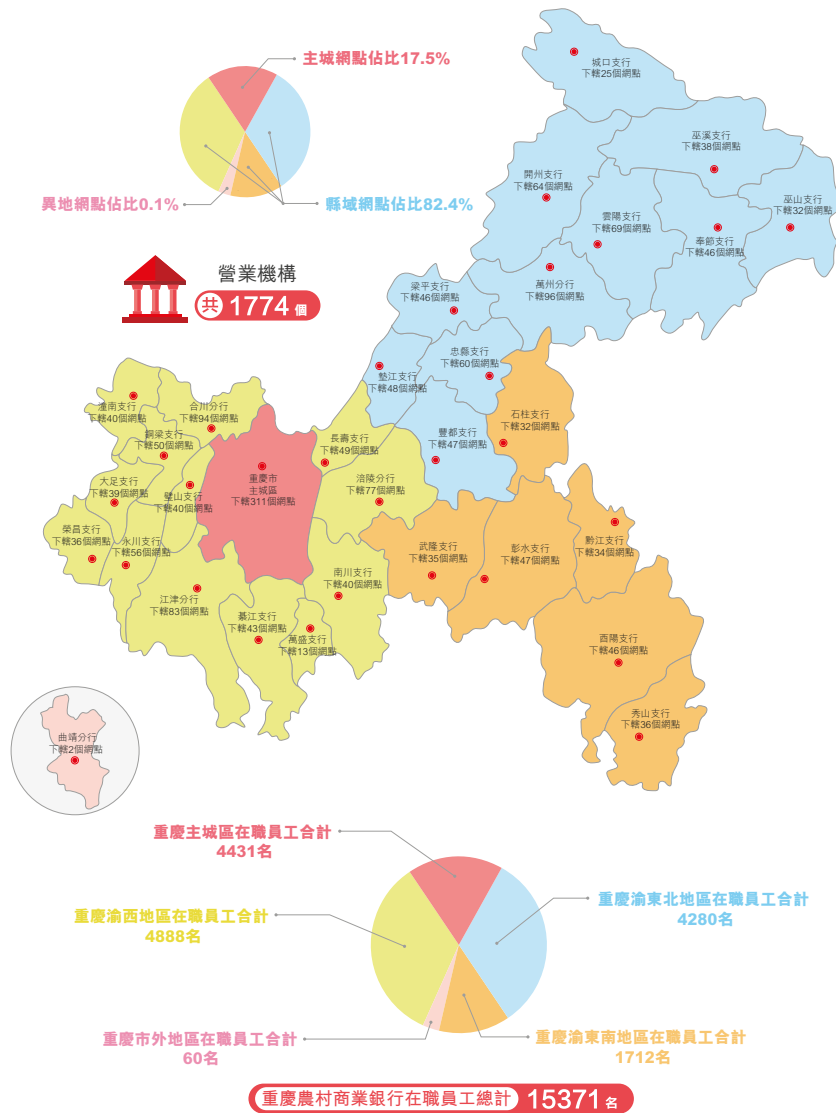 主城網點佔比17.5%
異地網點佔比0.1%
縣域網點佔比82.4%
營業機構
共 1774 個
城口支行
下轄25個網點
巫溪支行
下轄38個網點
開州支行
下轄64個網點
巫山支行
下轄32個網點
雲陽支行
下轄69個網點
奉節支行
下轄46個網點
梁平支行
下轄46個網點
萬州分行
下轄96個網點
忠縣支行
下轄60個網點
墊江支行
下轄48個網點
石柱支行
下轄32個網點
豐都支行
下轄47個網點
潼南支行
下轄40個網點
合川分行
下轄94個網點
銅梁支行
下轄50個網點
長壽支行
下轄49個網點
重慶市
主城區
下轄311個網點
涪陵分行
下轄77個網點
大足支行
下轄39個網點
璧山支行
下轄40個網點
榮昌支行
下轄36個網點
永川支行
下轄56個網點
武隆支行
下轄35個網點
彭水支行
下轄47個網點
黔江支行
下轄34個網點
南川支行
下轄40個網點
江津分行
下轄83個網點
綦江支行
下轄43個網點
萬盛支行
下轄13個網點
酉陽支行
下轄46個網點
秀山支行
下轄36個網點
曲靖分行
下轄2個網點
重慶主城區在職員工合計
4431名
重慶渝東北地區在職員工合計
4280名
重慶渝西地區在職員工合計
4888名
重慶市外地區在職員工合計
60名
重慶渝東南地區在職員工合計
1712名
重慶農村商業銀行在職員工總計 15371 名